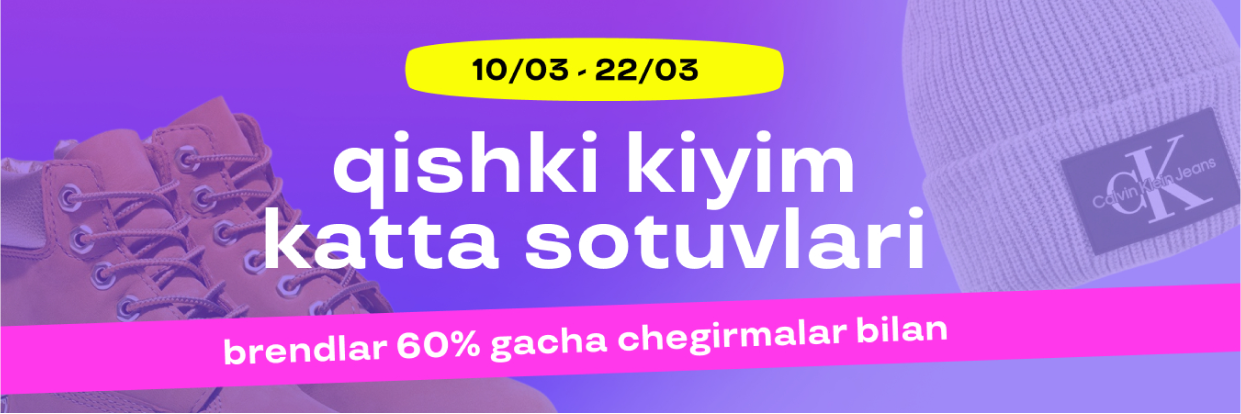 10/03 - 22/03
qishki kiyim
katta sotuvlari
CK
Calvin Klein Jeans
brendlar 60% gacha chegirmalar bilan